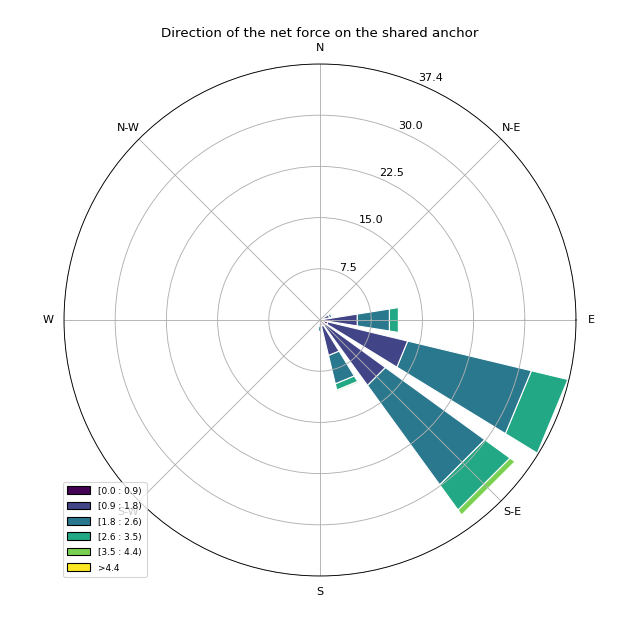 Direction of the net force on the shared anchor
N
37.4
N-W
30.0
N-E
22.5
15.0
7.5
W
E
[0.0 : 0.9)
[0.9 : 1.8)
S-W
S-E
[1.8 : 2.6)
[2.6 : 3.5)
[3.5 : 4.4)
>4.4
S